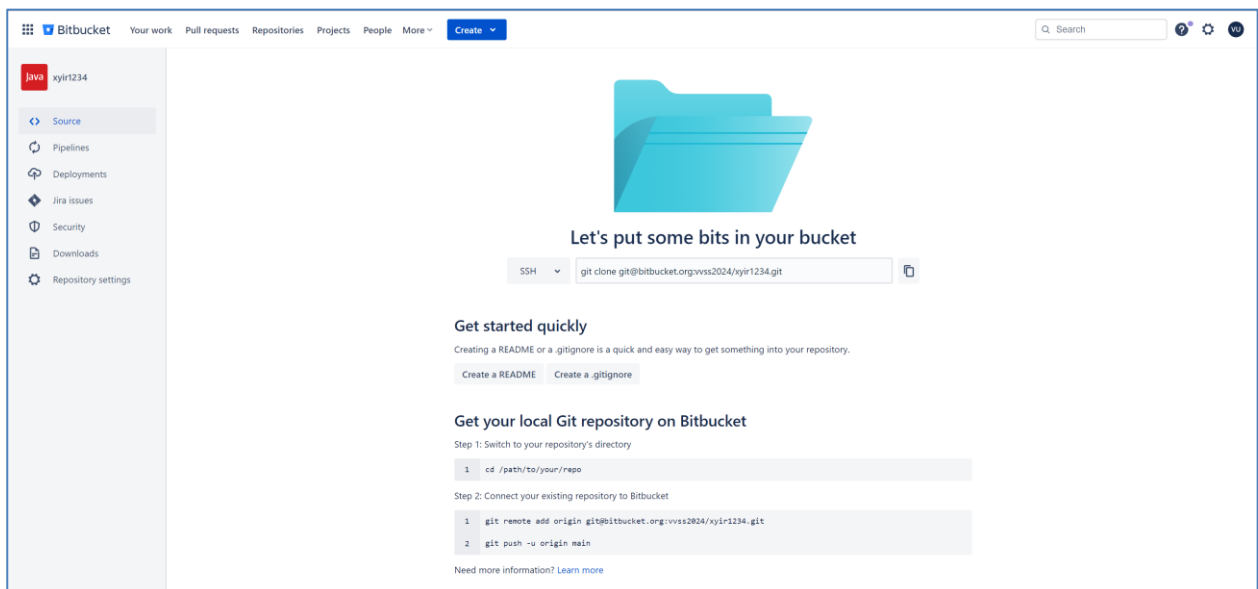 Bitbucket Your work Pull requests Repositories Projects People More Create Search ? VU
Java xyir1234
Source
Pipelines
Deployments
Jira issues
Security
Downloads
Repository settings
Let's put some bits in your bucket
SSH git clone git@bitbucket.org:vvss2024/xyir1234.git
Get started quickly
Creating a README or a .gitignore is a quick and easy way to get something into your repository.
Create a README Create a .gitignore
Get your local Git repository on Bitbucket
Step 1: Switch to your repository's directory
1 cd /path/to/your/repo
Step 2: Connect your existing repository to Bitbucket
1 git remote add origin git@bitbucket.org:vvss2024/xyir1234.git
2 git push -u origin main
Need more information? Learn more